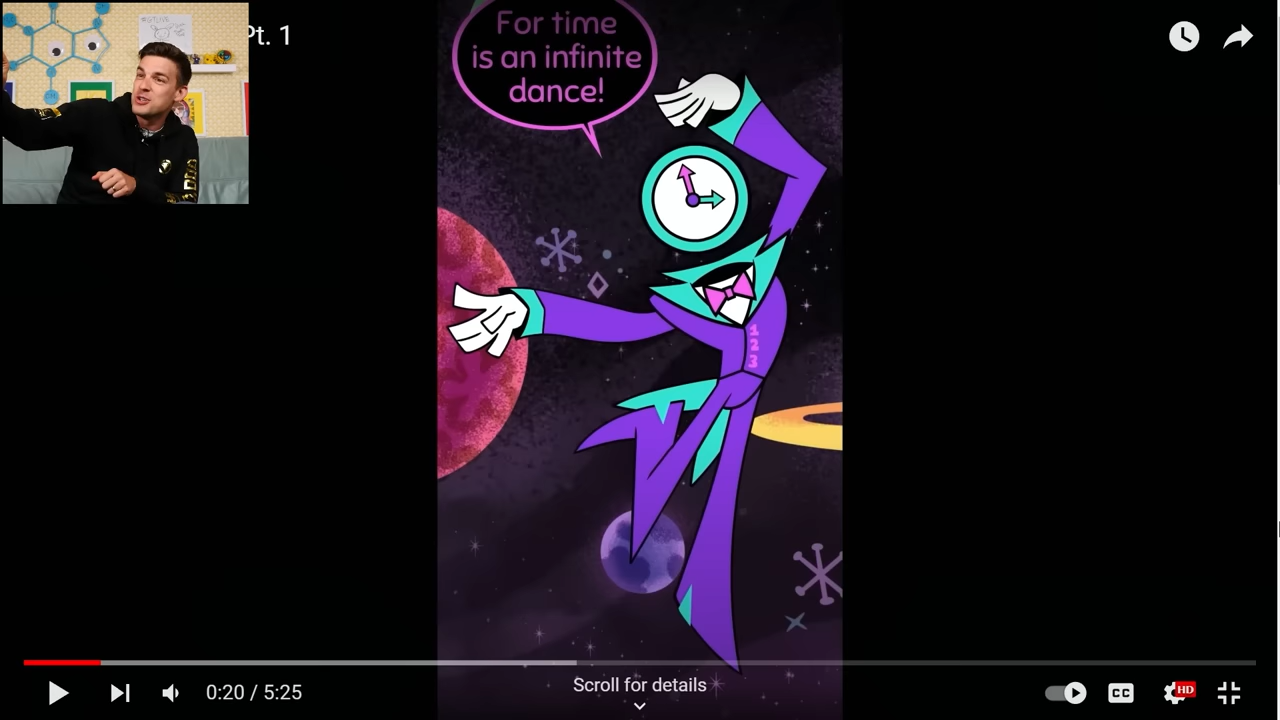 Pt. 1
For time
is an infinite
dance!
1
2
3
0:20 / 5:25
Scroll for details
CC
HD